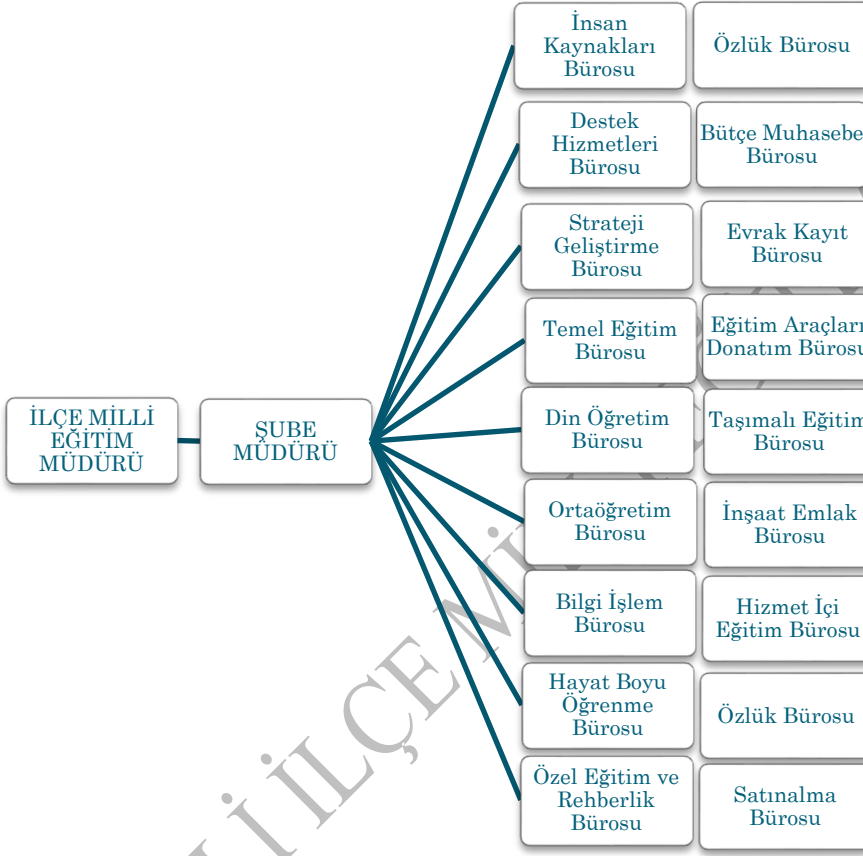 İLÇE MİLLİ
EĞİTİM
MÜDÜRÜ
ŞUBE
MÜDÜRÜ
İnsan
Kaynakları
Bürosu
Özlük Bürosu
Destek
Hizmetleri
Bürosu
Bütçe Muhasebe
Bürosu
Strateji
Geliştirme
Bürosu
Evrak Kayıt
Bürosu
Temel Eğitim
Bürosu
Eğitim Araçları
Donatım Bürosu
Din Öğretim
Bürosu
Taşımalı Eğitim
Bürosu
Ortaöğretim
Bürosu
İnşaat Emlak
Bürosu
Bilgi İşlem
Bürosu
Hizmet İçi
Eğitim Bürosu
Hayat Boyu
Öğrenme
Bürosu
Özlük Bürosu
Özel Eğitim ve
Rehberlik
Bürosu
Satınalma
Bürosu
İLÇE